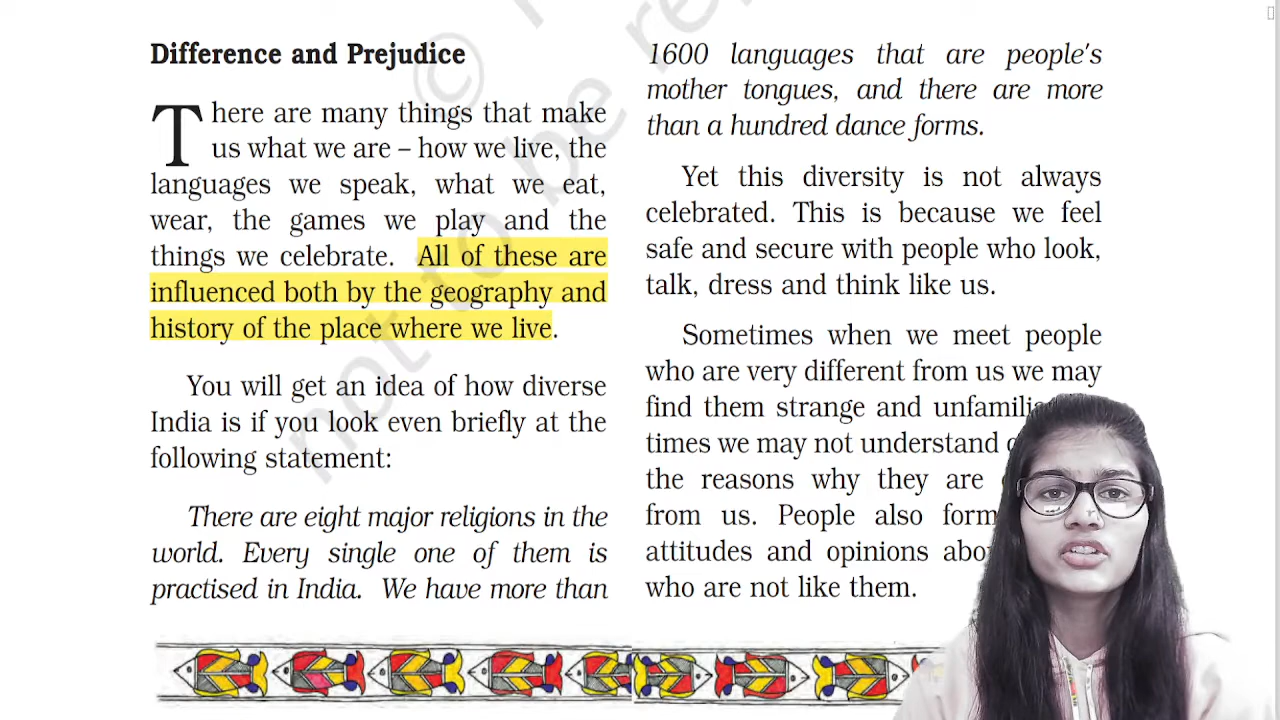 Difference and Prejudice
There are many things that make
us what we are – how we live, the
languages we speak, what we eat,
wear, the games we play and the
things we celebrate. All of these are
influenced both by the geography and
history of the place where we live.
You will get an idea of how diverse
India is if you look even briefly at the
following statement:
There are eight major religions in the
world. Every single one of them is
practised in India. We have more than
1600 languages that are people's
mother tongues, and there are more
than a hundred dance forms.
Yet this diversity is not always
celebrated. This is because we feel
safe and secure with people who look,
talk, dress and think like us.
Sometimes when we meet people
who are very different from us we may
find them strange and
times we may not understand
the reasons why they are
from us. People also form
attitudes and opinions
who are not like them.
© not to be